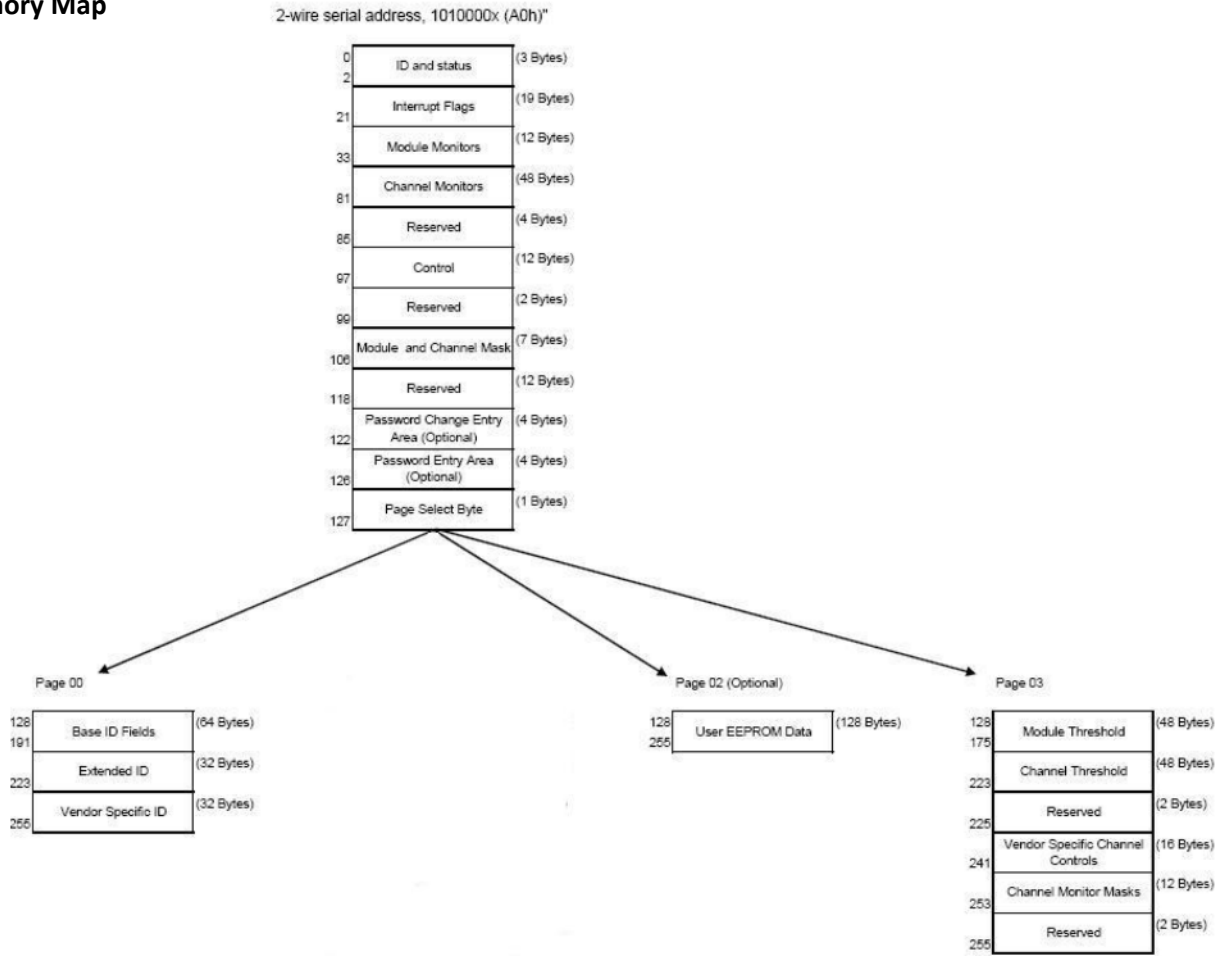 2-wire serial address, 1010000x (A0h)"
0
ID and status
(3 Bytes)
2
Interrupt Flags
(19 Bytes)
21
Module Monitors
(12 Bytes)
33
Channel Monitors
(48 Bytes)
81
Reserved
(4 Bytes)
85
Control
(12 Bytes)
97
Reserved
(2 Bytes)
99
Module and Channel Mask
(7 Bytes)
106
Reserved
(12 Bytes)
118
Password Change Entry
Area (Optional)
(4 Bytes)
122
Password Entry Area
(Optional)
(4 Bytes)
126
Page Select Byte
(1 Bytes)
127
Page 00
128
Base ID Fields
(64 Bytes)
191
Extended ID
(32 Bytes)
223
Vendor Specific ID
(32 Bytes)
255
Page 02 (Optional)
128
User EEPROM Data
(128 Bytes)
255
Page 03
128
Module Threshold
(48 Bytes)
175
Channel Threshold
(48 Bytes)
223
Reserved
(2 Bytes)
225
Vendor Specific Channel
Controls
(16 Bytes)
241
Channel Monitor Masks
(12 Bytes)
253
Reserved
(2 Bytes)
255